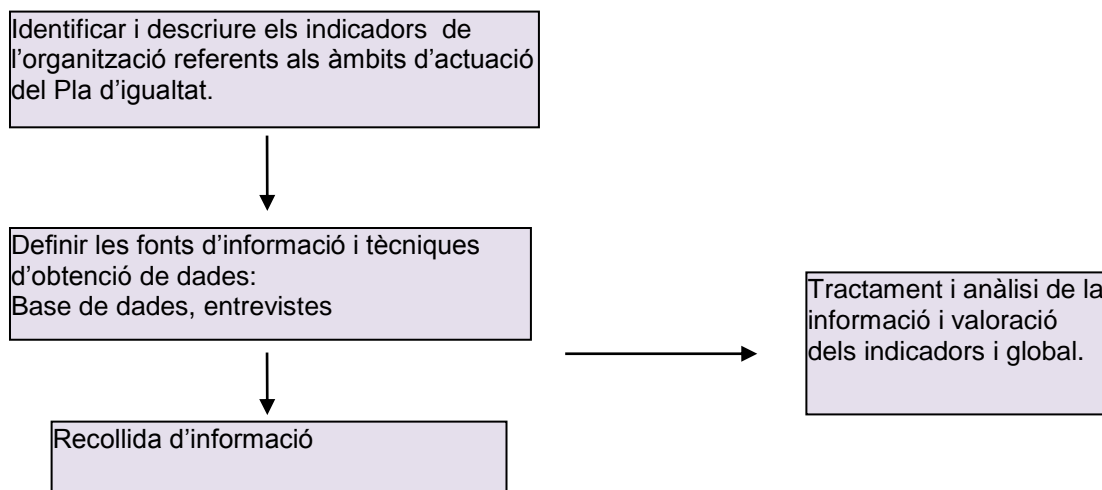 Identificar i descriure els indicadors de
l'organització referents als àmbits d'actuació
del Pla d'igualtat.
Definir les fonts d'informació i tècniques
d'obtenció de dades:
Base de dades, entrevistes
Recollida d'informació
Tractament i anàlisi de la
informació i valoració
dels indicadors i global.